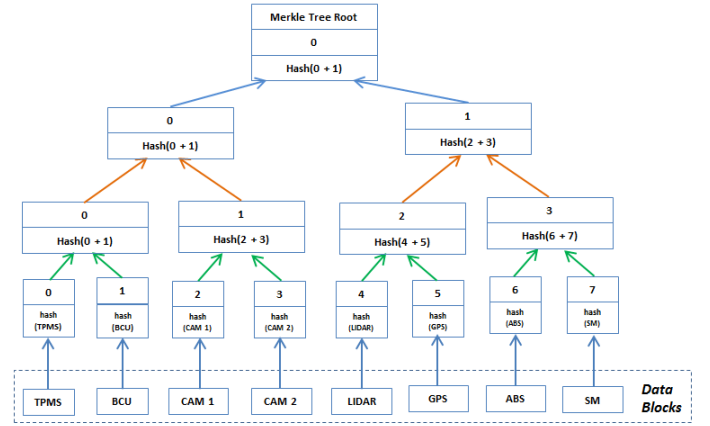 Merkle Tree Root
0
Hash(0 + 1)
0
Hash(0 + 1)
1
Hash(2 + 3)
0
Hash(0 + 1)
1
Hash(2 + 3)
2
Hash(4 + 5)
3
Hash(6 + 7)
0
hash
(TPMS)
1
hash
(BCU)
2
hash
(CAM 1)
3
hash
(CAM 2)
4
hash
(LIDAR)
5
hash
(GPS)
6
hash
(ABS)
7
hash
(SM)
TPMS
BCU
CAM 1
CAM 2
LIDAR
GPS
ABS
SM
Data
Blocks